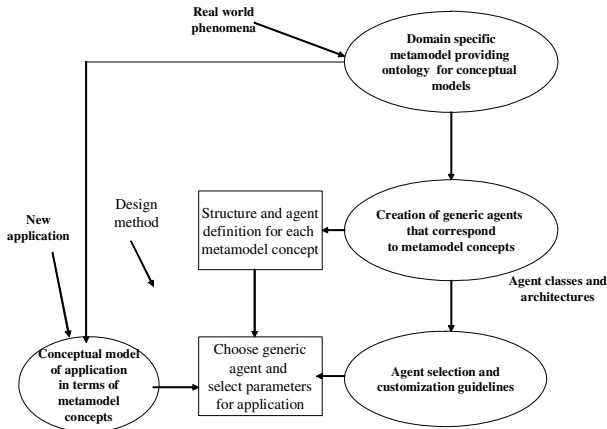 Real world
phenomena
Domain specific
metamodel providing
ontology for conceptual
models
New
application
Design
method
Structure and agent
definition for each
metamodel concept
Creation of generic agents
that correspond
to metamodel concepts
Agent classes and
architectures
Conceptual model
of application
in terms of
metamodel
concepts
Choose generic
agent and
select parameters
for application
Agent selection and
customization guidelines